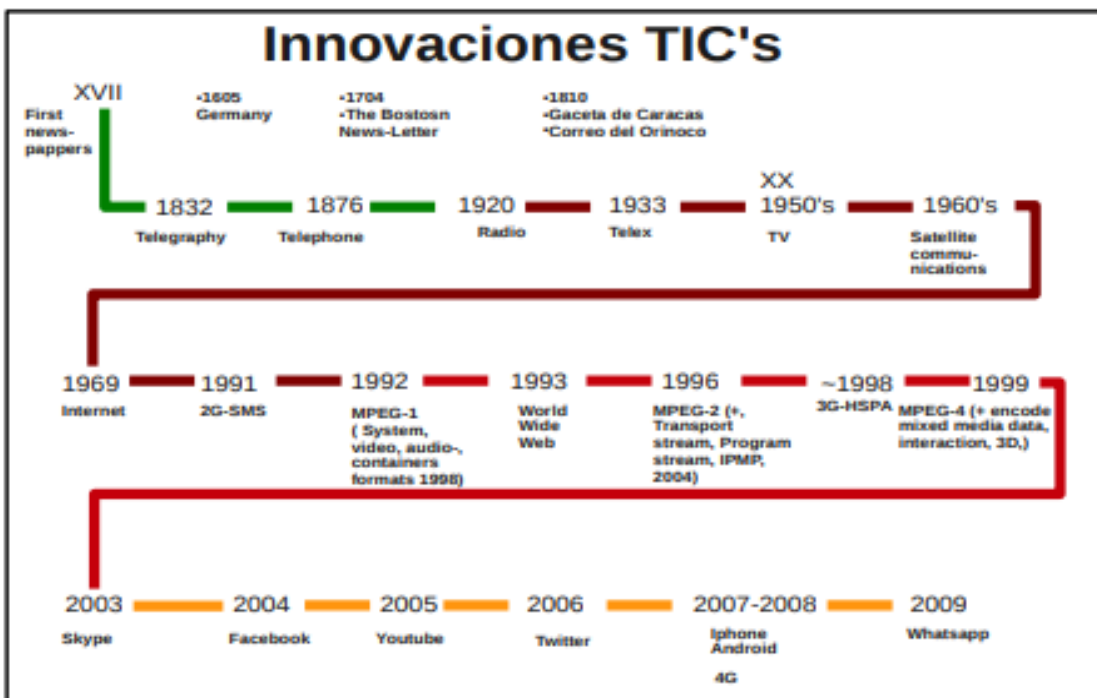 Innovaciones TIC's
XVII
First
news-
pappers
•1605
Germany
•1704
•The Bostosn
News-Letter
•1810
•Gaceta de Caracas
*Correo del Orinoco
1832
Telegraphy
1876
Telephone
1920
Radio
1933
Telex
XX
1950's
TV
1960's
Satellite
commu-
nications
1969
Internet
1991
2G-SMS
1992
MPEG-1
( System,
video, audio-,
containers
formats 1998)
1993
World
Wide
Web
1996
MPEG-2 (+,
Transport
stream, Program
stream, IPMP,
2004)
~1998
3G-HSPA
1999
MPEG-4 (+ encode
mixed media data,
interaction, 3D,)
2003
Skype
2004
Facebook
2005
Youtube
2006
Twitter
2007-2008
Iphone
Android
4G
2009
Whatsapp